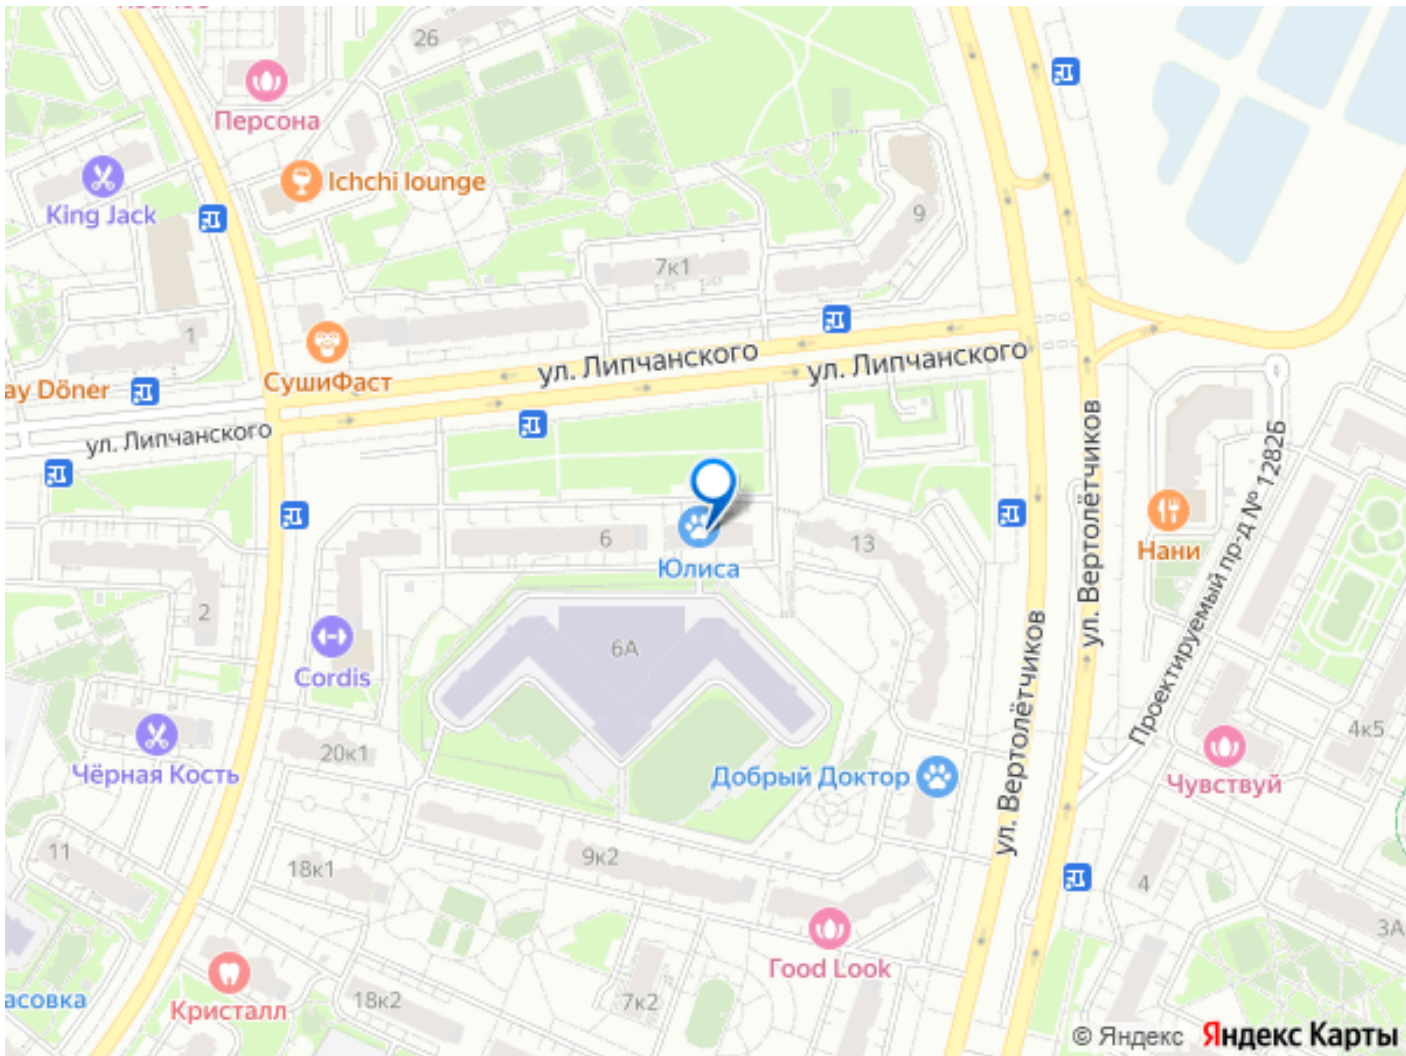 26
Персона
Ichchi lounge
King Jack
9
7к1
1
СушиФаст
ул. Липчанского
ул. Липчанского
ay Döner
ул. Липчанского
ул. Вертолётчиков
Проектируемый пр-д № 1282Б
6
Юлиса
13
Нани
2
6А
Cordis
ул. Вертолётчиков
Чёрная Кость
20к1
Добрый Доктор
4к5
Чувствуй
11
18к1
9к2
4
3А
Food Look
Кристалл
18к2
7к2
асовка
© Яндекс Яндекс Карты